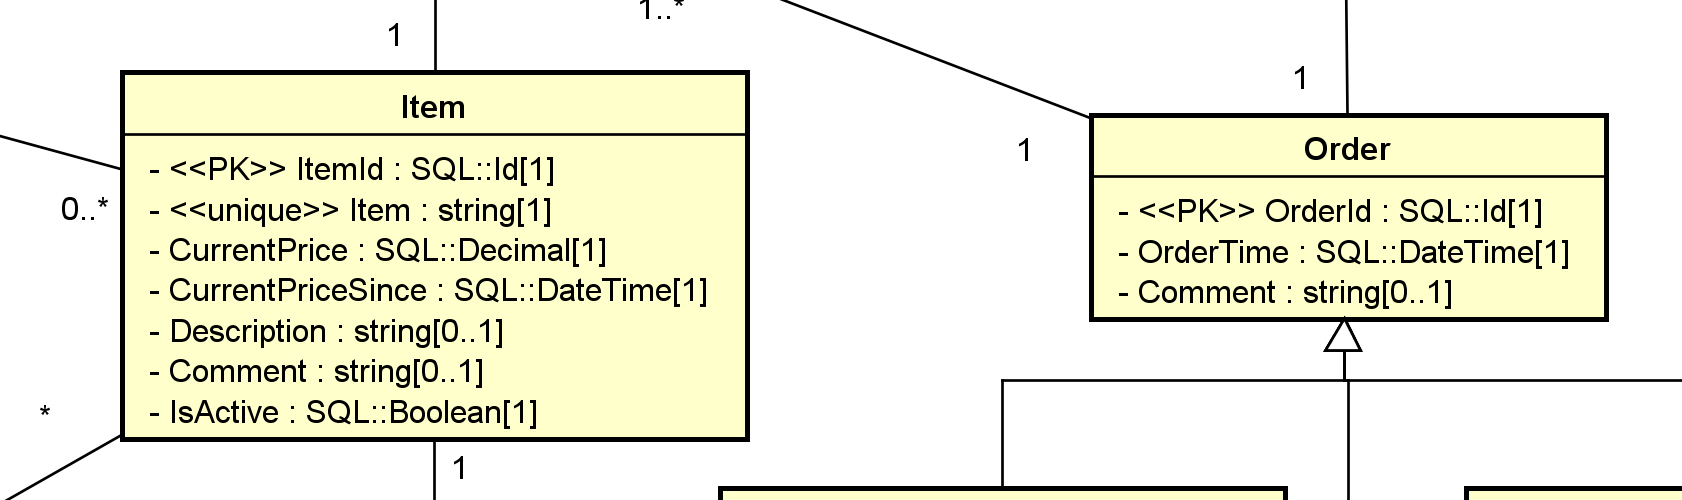 1..*
1
1
Item
Order
1
- <<PK>> ItemId : SQL::Id[1]
0..*
- <<unique>> Item : string[1]
- CurrentPrice : SQL::Decimal[1]
- CurrentPriceSince : SQL::DateTime[1]
- Description : string[0..1]
- Comment : string[0..1]
- IsActive : SQL::Boolean[1]
- <<PK>> OrderId : SQL::Id[1]
- OrderTime : SQL::DateTime[1]
- Comment : string[0..1]
*
1